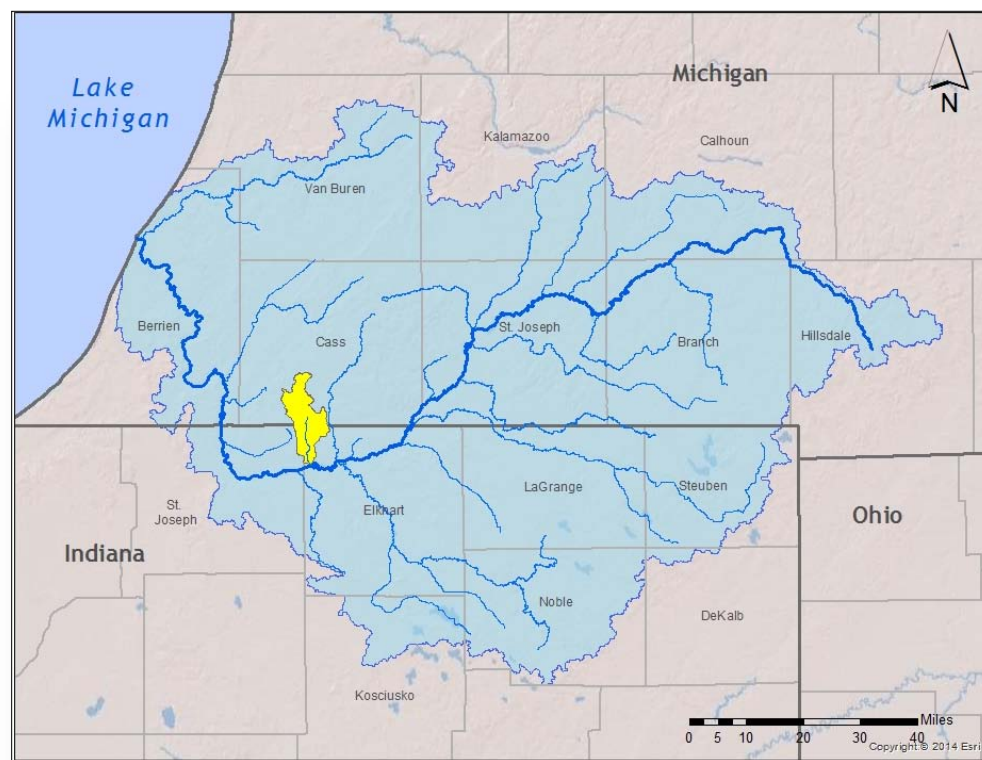 Lake
Michigan
Michigan
N
Kalamazoo
Calhoun
Van Buren
Berrien
Cass
St. Joseph
Branch
Hillsdale
St.
Joseph
Elkhart
LaGrange
Steuben
Indiana
Ohio
Noble
DeKalb
Kosciusko
Miles
0 5 10 20 30 40
Copyright:© 2014 Esri